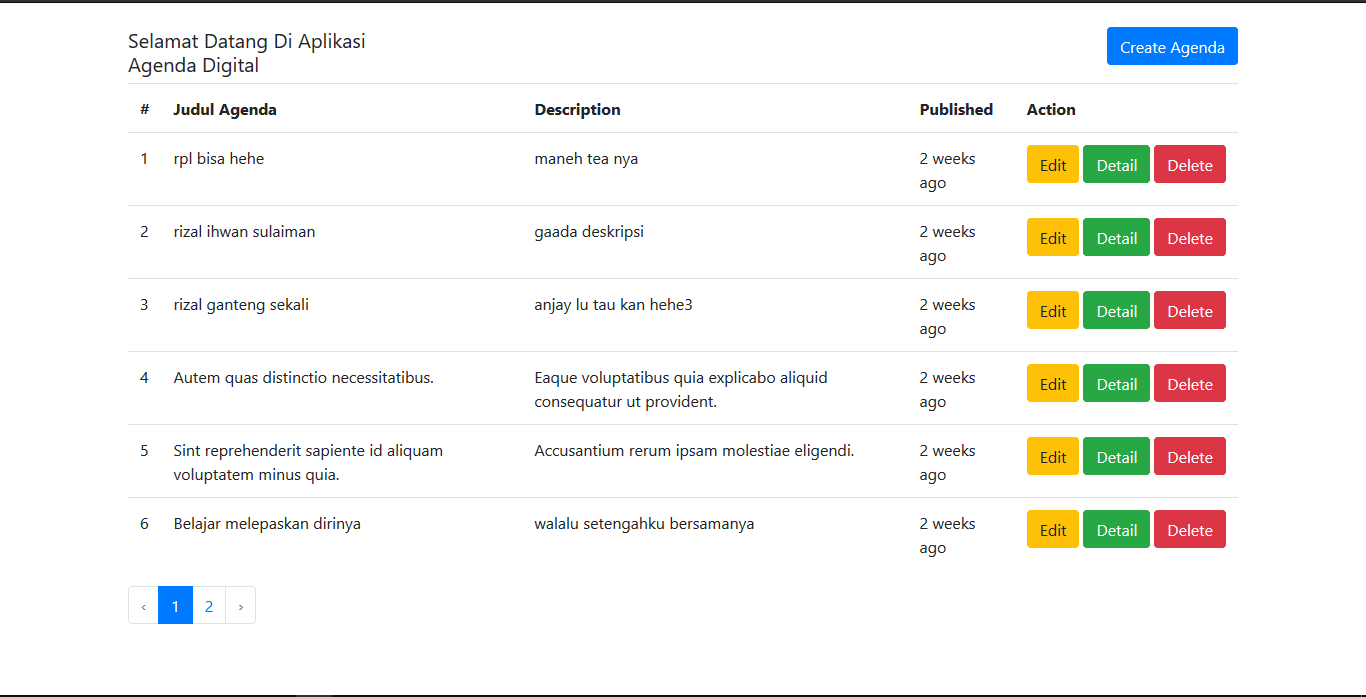 Selamat Datang Di Aplikasi
Agenda Digital
Create Agenda
# Judul Agenda Description Published Action
1 rpl bisa hehe maneh tea nya 2 weeks
ago
Edit Detail Delete
2 rizal ihwan sulaiman gaada deskripsi 2 weeks
ago
Edit Detail Delete
3 rizal ganteng sekali anjay lu tau kan hehe3 2 weeks
ago
Edit Detail Delete
4 Autem quas distinctio necessitatibus. Eaque voluptatibus quia explicabo aliquid
consequatur ut provident.
2 weeks
ago
Edit Detail Delete
5 Sint reprehenderit sapiente id aliquam
voluptatem minus quia.
Accusantium rerum ipsam molestiae eligendi. 2 weeks
ago
Edit Detail Delete
6 Belajar melepaskan dirinya walalu setengahku bersamanya 2 weeks
ago
Edit Detail Delete
‹ 1 2 ›